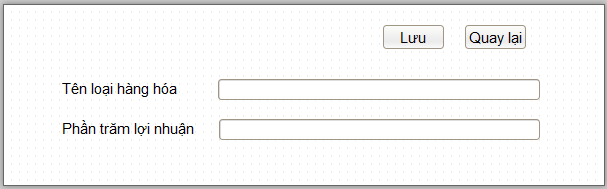 Lưu Quay lại
Tên loại hàng hóa
Phần trăm lợi nhuận